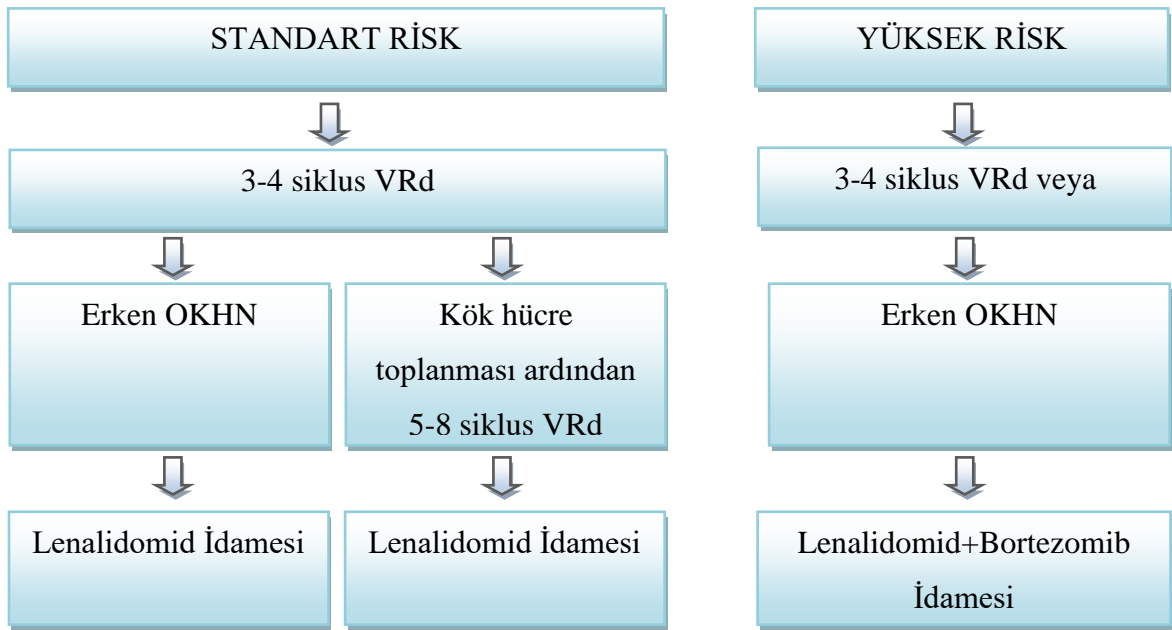 STANDART RİSK
3-4 siklus VRd
Erken OKHN
Lenalidomid İdamesi
Kök hücre
toplanması ardından
5-8 siklus VRd
Lenalidomid İdamesi
YÜKSEK RİSK
3-4 siklus VRd veya
Erken OKHN
Lenalidomid+Bortezomib
İdamesi